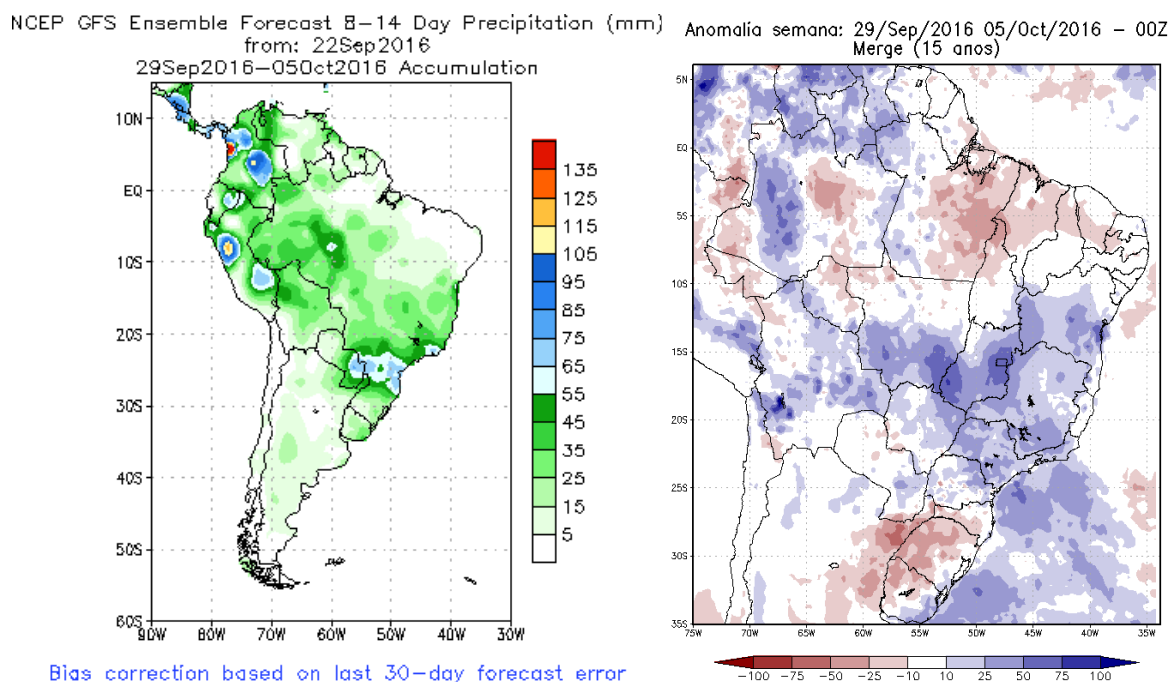 NCEP GFS Ensemble Forecast 8-14 Day Precipitation (mm)
from: 22Sep2016
29Sep2016-05Oct2016 Accumulation
10N
EQ
10S
20S
30S
40S
50S
60S
90W 80W 70W 60W 50W 40W 30W
135
125
115
105
95
85
75
65
55
45
35
25
15
5
Bias correction based on last 30-day forecast error
Anomalía semana: 29/Sep/2016 05/Oct/2016 - 00Z
Merge (15 anos)
5N
EQ
5S
10S
15S
20S
25S
30S
35S
75W 70W 65W 60W 55W 50W 45W 40W 35W
-100 -75 -50 -25 -10 10 25 50 75 100